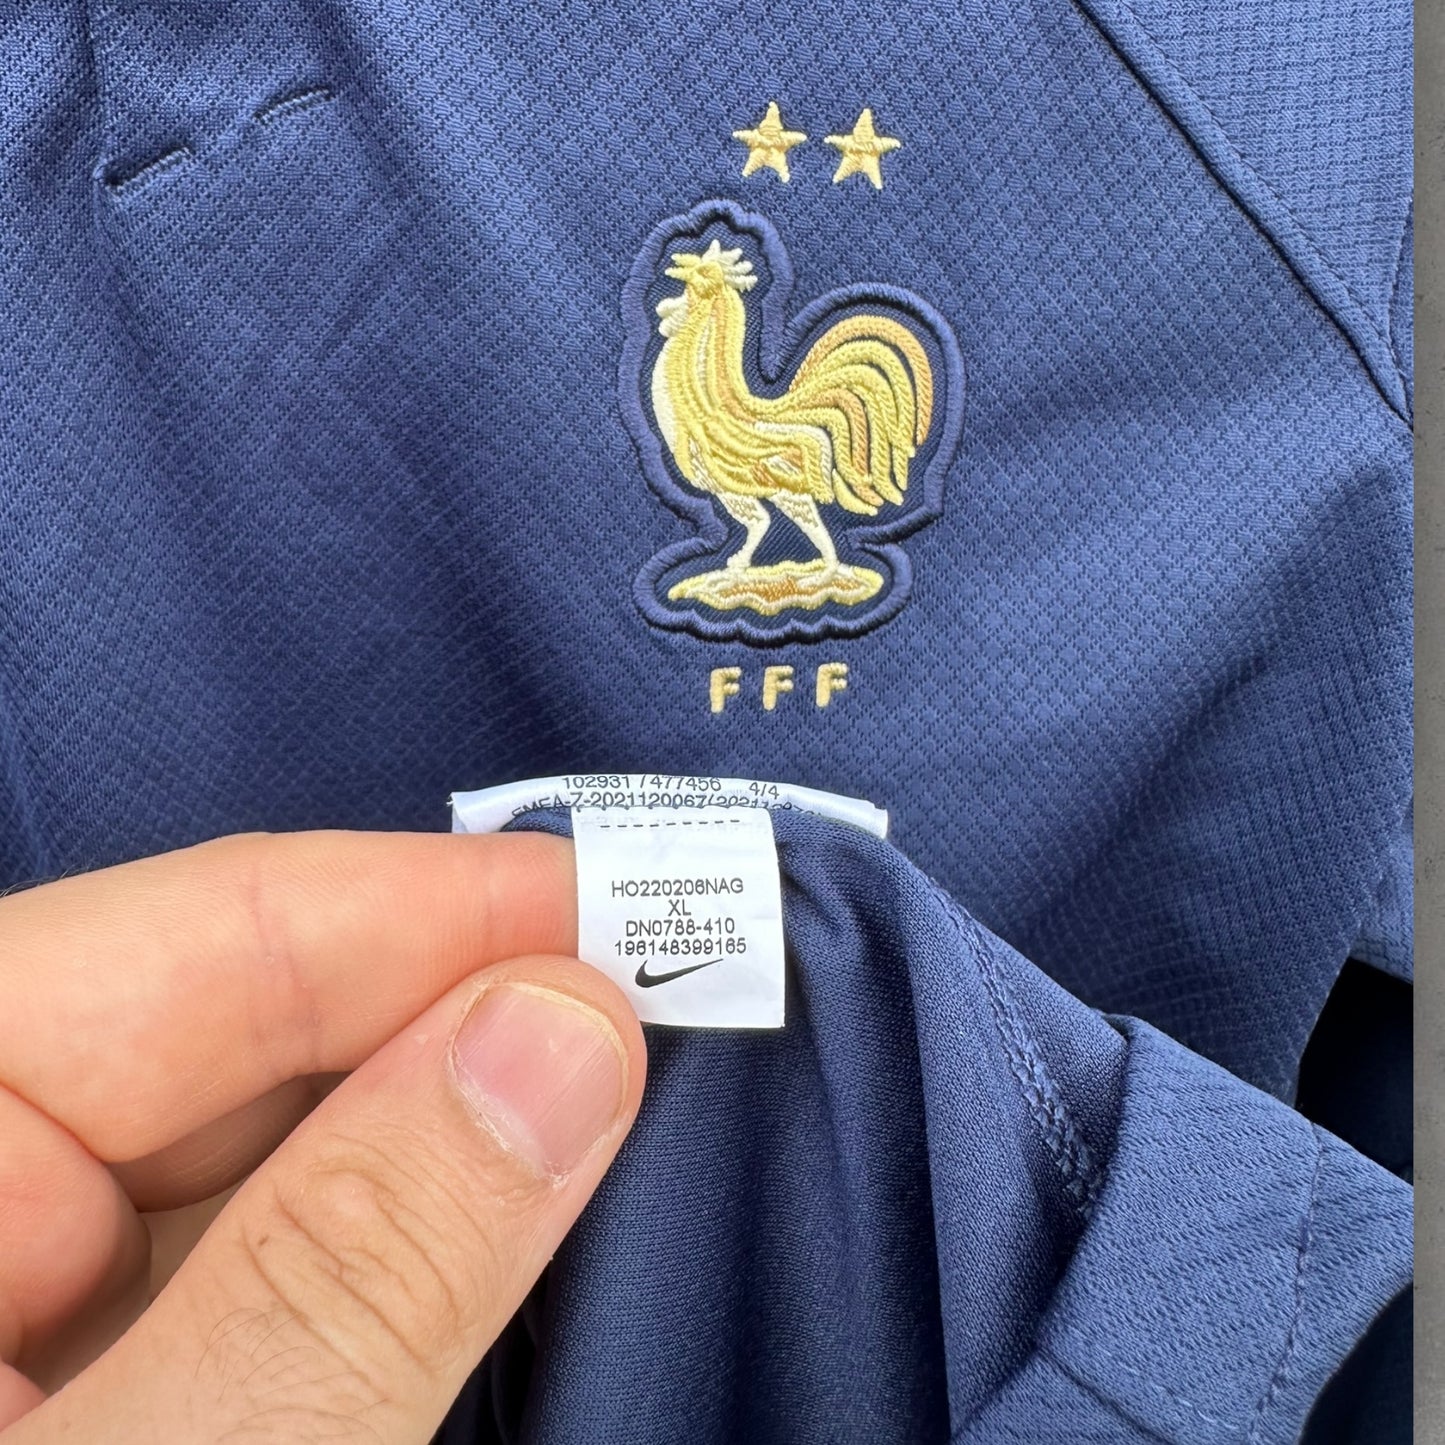 FFF
102931 / 477456 4/4
HO220206NAG
XL
DN0788-410
196148399165